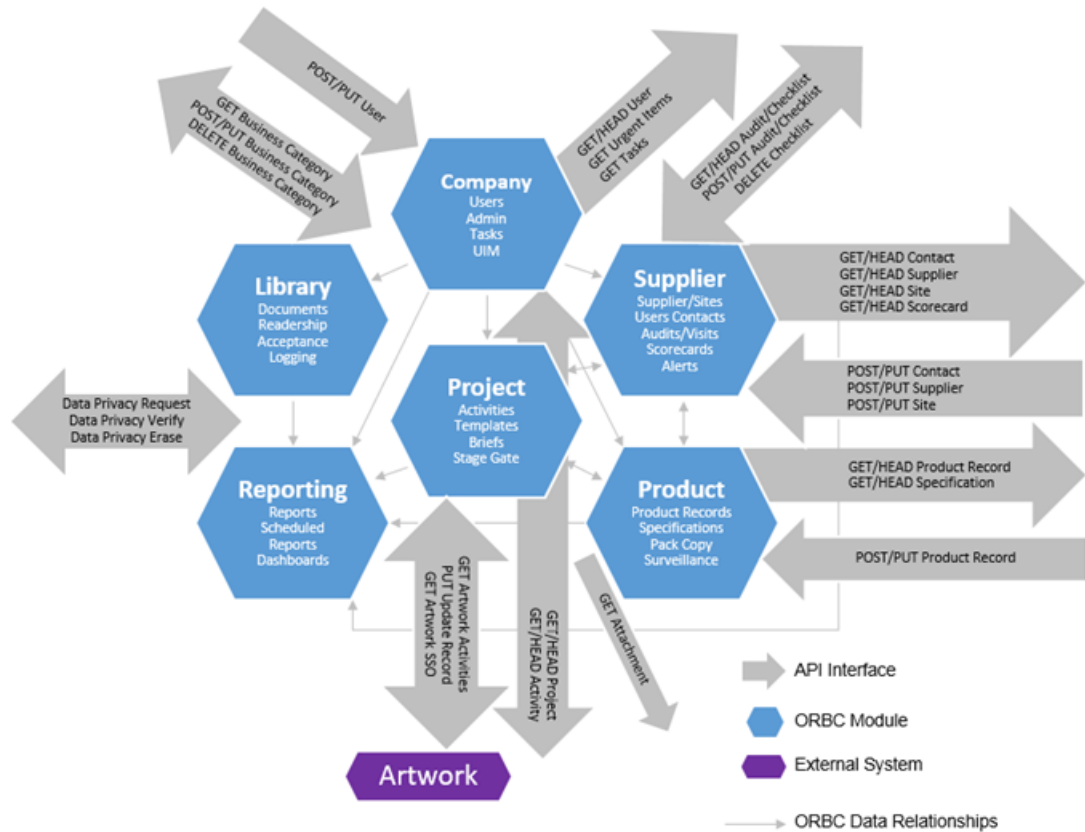 POST/PUT User
GET Business Category
POST/PUT Business Category
DELETE Business Category
GET/HEAD User
GET Urgent Items
GET Tasks
GET/HEAD Audit/Checklist
POST/PUT Audit/Checklist
DELETE Checklist
Company
Users
Admin
Tasks
UIM
Library
Documents
Readership
Acceptance
Logging
Supplier
Supplier/Sites
Users Contacts
Audits/Visits
Scorecards
Alerts
GET/HEAD Contact
GET/HEAD Supplier
GET/HEAD Site
GET/HEAD Scorecard
Project
Activities
Templates
Briefs
Stage Gate
POST/PUT Contact
POST/PUT Supplier
POST/PUT Site
Data Privacy Request
Data Privacy Verify
Data Privacy Erase
Reporting
Reports
Scheduled
Reports
Dashboards
Product
Product Records
Specifications
Pack Copy
Surveillance
GET/HEAD Product Record
GET/HEAD Specification
POST/PUT Product Record
GET Artwork Activities
PUT Update Record
GET Artwork SSO
GET/HEAD Project
GET/HEAD Activity
GET Attachment
Artwork
API Interface
ORBC Module
External System
ORBC Data Relationships